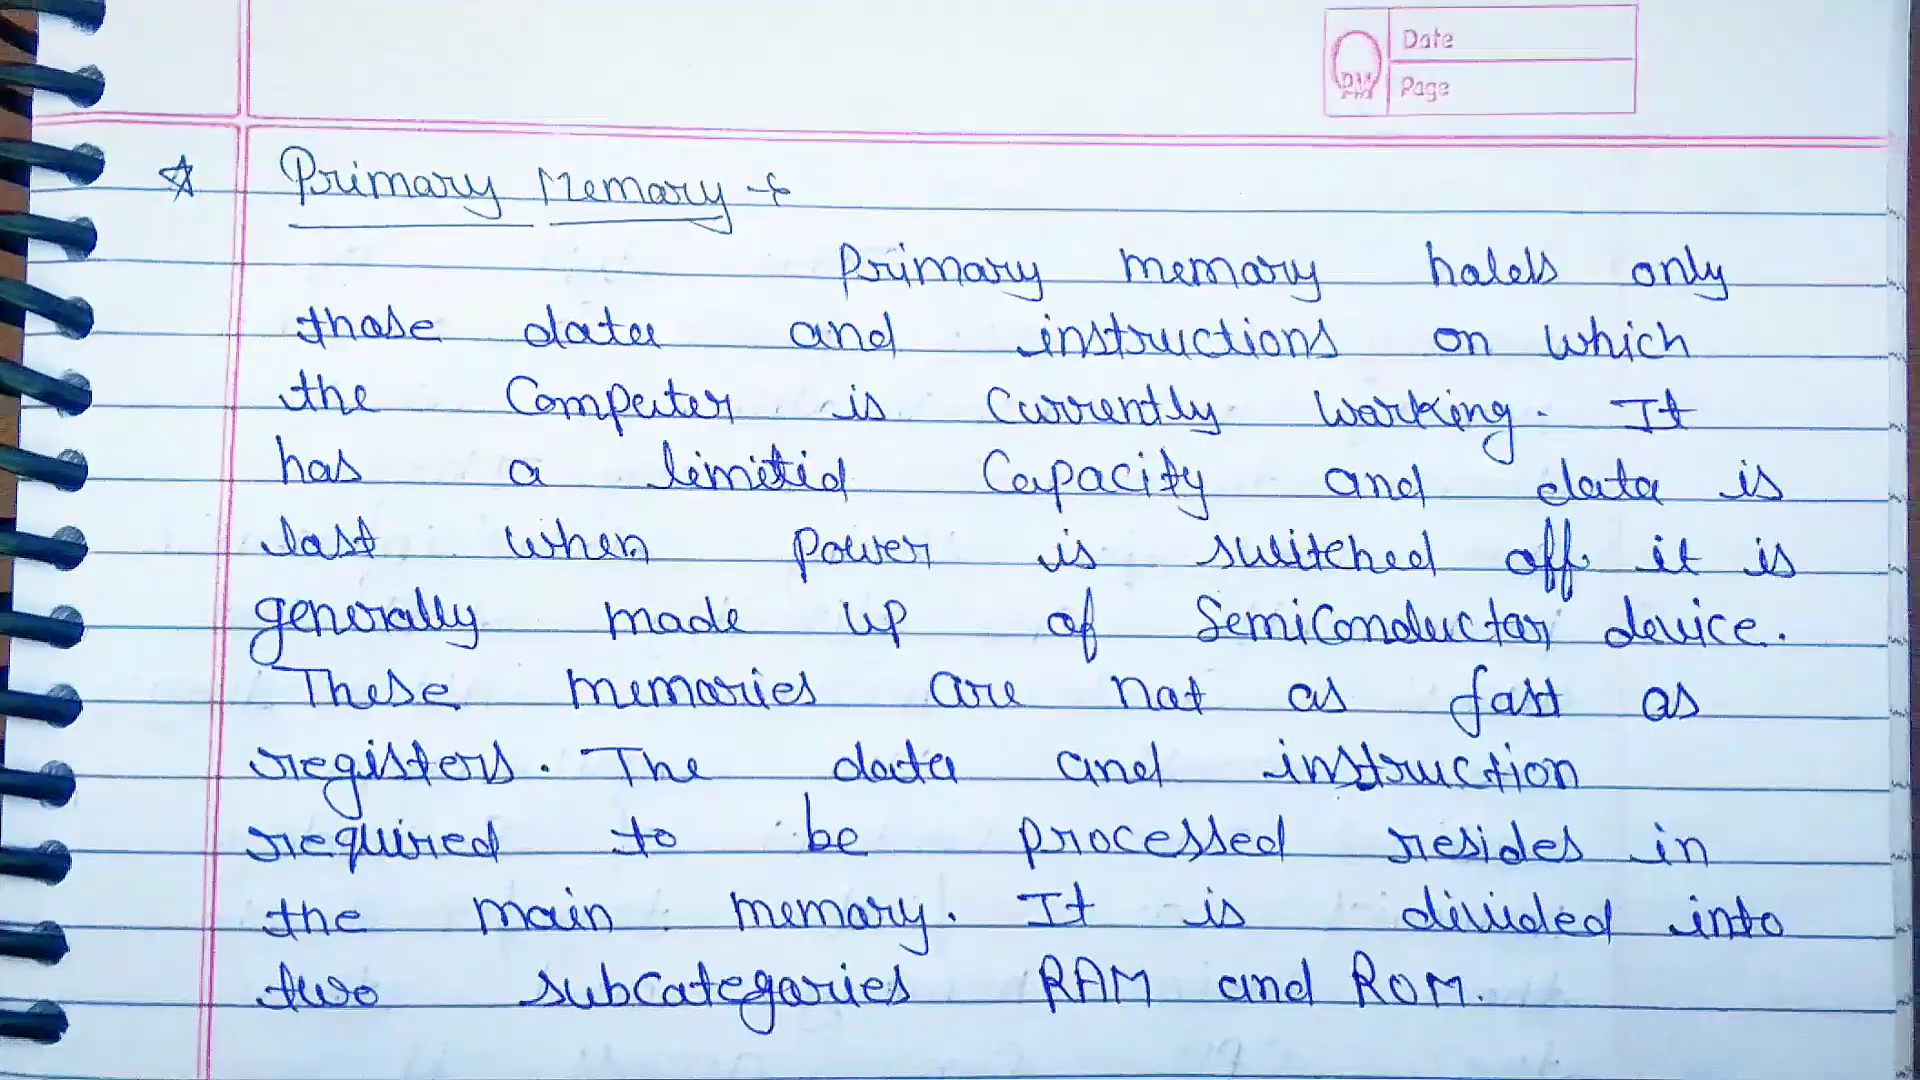 Date
Page
☆ Primary Memory →
Primary memory holds only
those data and instructions on which
the Computer is Currently working. It
has a limitid Capacity and data is
lost when power is switched off. it is
generally made up of SemiConductor device.
These memories are not as fast as
registers. The data and instruction
required to be processed resides in
the main memory. It is divided into
two subcategories RAM and ROM.